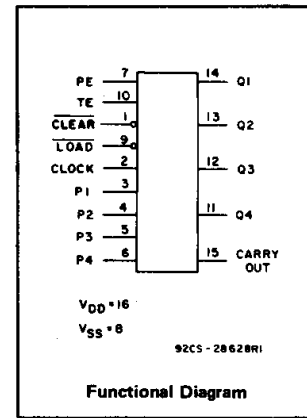 PE 7 14 Q1
TE 10
CLEAR 1 13 Q2
LOAD 9
CLOCK 2 12 Q3
P1 3
P2 4 11 Q4
P3 5
P4 6 15 CARRY OUT
VDD = 16
VSS = 8
92CS-28628R1
Functional Diagram